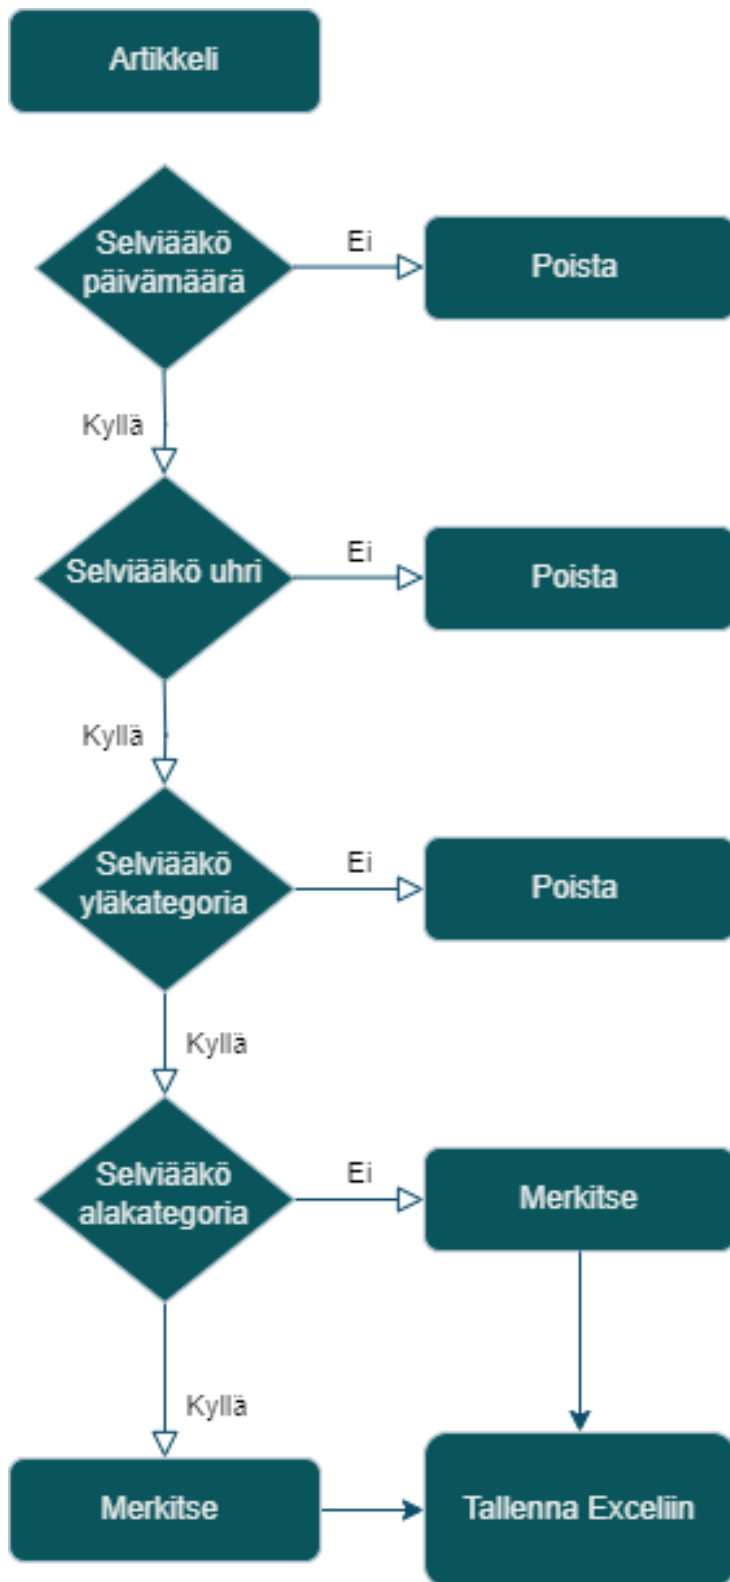 Artikkeli
Selviääkö
päivämäärä
Ei
Poista
Kyllä
Selviääkö uhri
Ei
Poista
Kyllä
Selviääkö
yläkategoria
Ei
Poista
Kyllä
Selviääkö
alakategoria
Ei
Merkitse
Kyllä
Merkitse
Tallenna Exceliin